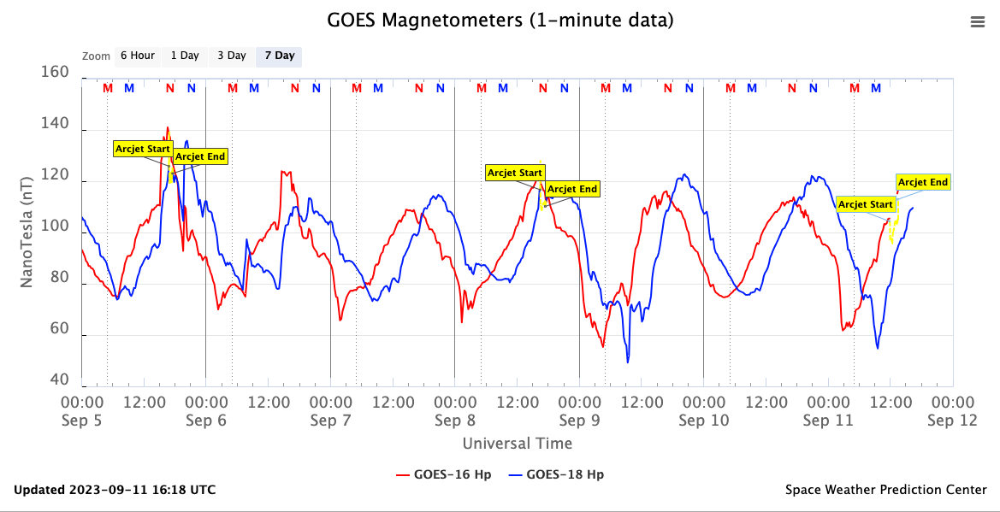 GOES Magnetometers (1-minute data)
Zoom 6 Hour 1 Day 3 Day 7 Day
160
M M N N M M N N M M N N M M N N M M N N M M N N M M
140
Arcjet Start
Arcjet End
Arcjet Start
Arcjet End
Arcjet End
Arcjet Start
120
100
80
60
40
NanoTesla (nT)
00:00 12:00 00:00 12:00 00:00 12:00 00:00 12:00 00:00 12:00 00:00 12:00 00:00 12:00 00:00
Sep 5 Sep 6 Sep 7 Sep 8 Sep 9 Sep 10 Sep 11 Sep 12
Universal Time
GOES-16 Hp GOES-18 Hp
Updated 2023-09-11 16:18 UTC
Space Weather Prediction Center